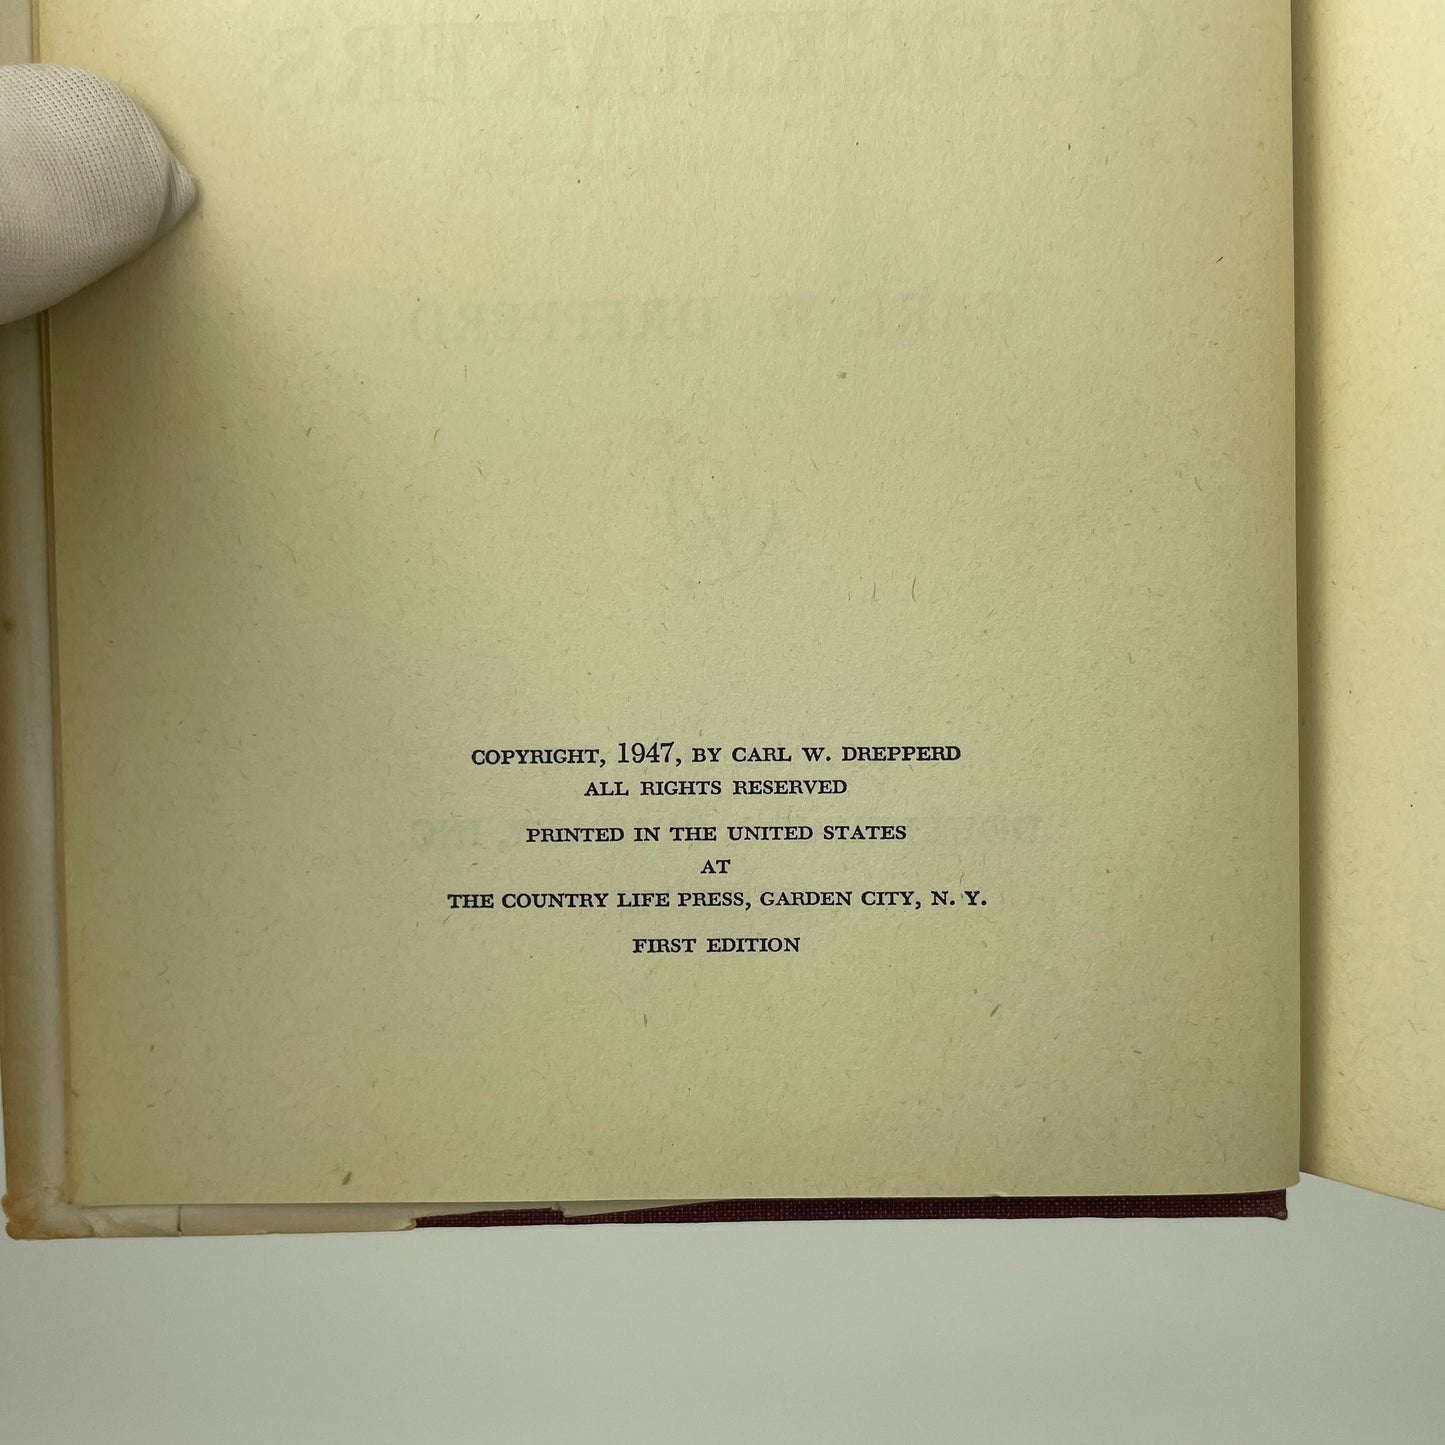 COPYRIGHT, 1947, BY CARL W. DREPPERD
ALL RIGHTS RESERVED
PRINTED IN THE UNITED STATES
AT
THE COUNTRY LIFE PRESS, GARDEN CITY, N. Y.
FIRST EDITION